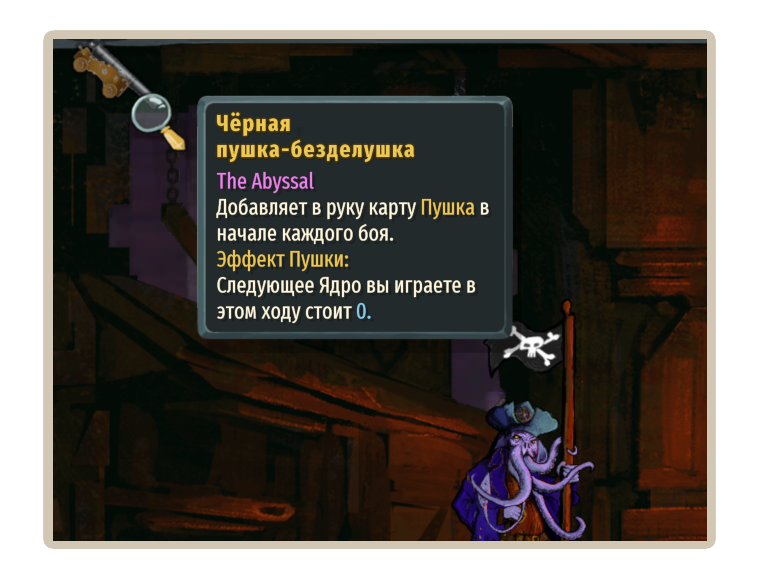 Чёрная
пушка-безделушка
The Abyssal
Добавляет в руку карту Пушка в
начале каждого боя.
Эффект Пушки:
Следующее Ядро вы играете в
этом ходу стоит 0.